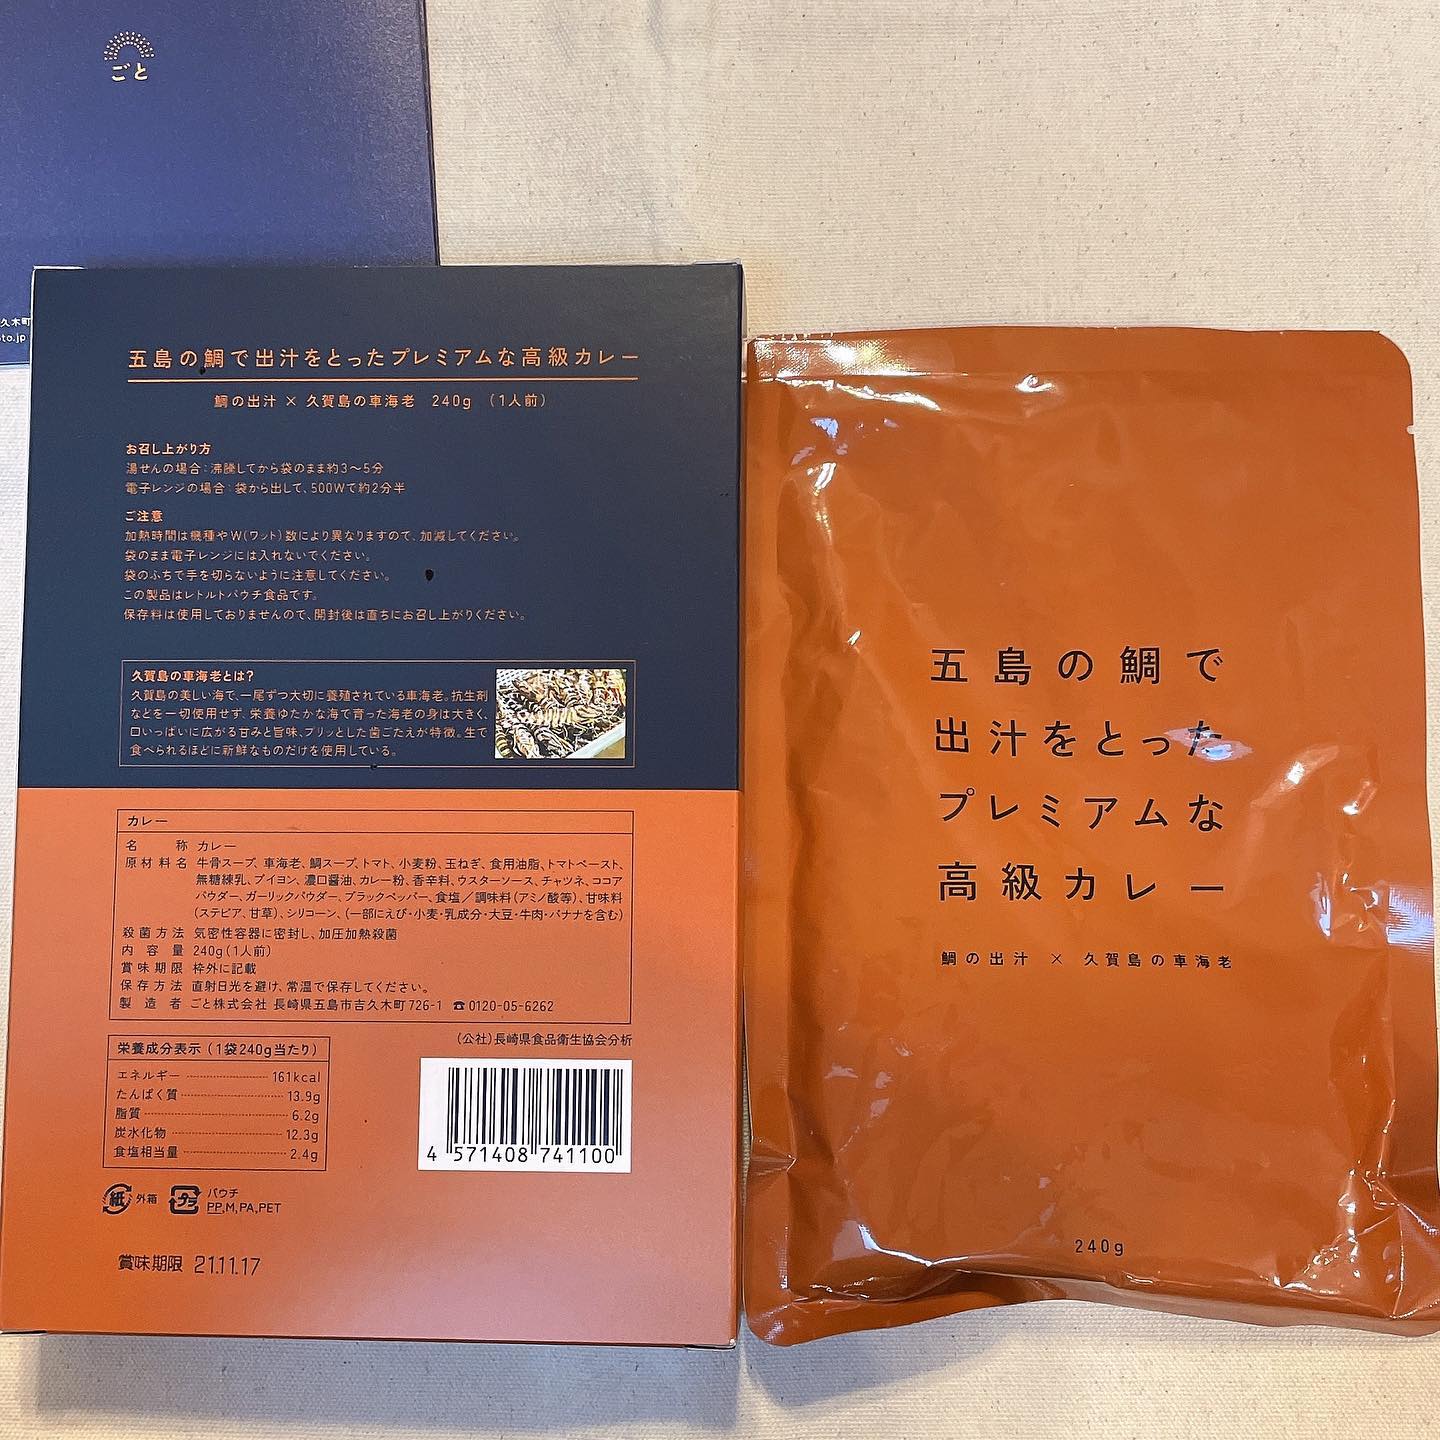 ごと
久木町
to.jp
五島の鯛で出汁をとったプレミアムな高級カレー
鯛の出汁 × 久賀島の車海老 240g (1人前)
お召し上がり方
湯せんの場合:沸騰してから袋のまま約3〜5分
電子レンジの場合:袋から出して、500Wで約2分半
ご注意
加熱時間は機種やW(ワット)数により異なりますので、加減してください。
袋のまま電子レンジには入れないでください。
袋のふちで手を切らないように注意してください。
この製品はレトルトパウチ食品です。
保存料は使用しておりませんので、開封後は直ちにお召し上がりください。
久賀島の車海老とは?
久賀島の美しい海で、一尾ずつ大切に養殖されている車海老。抗生剤
などを一切使用せず、栄養ゆたかな海で育った海老の身は大きく、
口いっぱいに広がる甘みと旨味、プリッとした歯ごたえが特徴。生で
食べられるほどに新鮮なものだけを使用している。
カレー
名称 カレー
原材料名 牛骨スープ、車海老、鯛スープ、トマト、小麦粉、玉ねぎ、食用油脂、トマトペースト、
無糖練乳、ブイヨン、濃口醤油、カレー粉、香辛料、ウスターソース、チャツネ、ココア
パウダー、ガーリックパウダー、ブラックペッパー、食塩/調味料(アミノ酸等)、甘味料
(ステビア、甘草)、シリコーン、(一部にえび・小麦・乳成分・大豆・牛肉・バナナを含む)
殺菌方法 気密性容器に密封し、加圧加熱殺菌
内容量 240g(1人前)
賞味期限 枠外に記載
保存方法 直射日光を避け、常温で保存してください。
製造者 ごと株式会社 長崎県五島市吉久木町726-1 ☎0120-05-6262
(公社)長崎県食品衛生協会分析
栄養成分表示(1袋240g当たり)
エネルギー 161kcal
たんぱく質 13.9g
脂質 6.2g
炭水化物 12.3g
食塩相当量 2.4g
4 571408 741100
紙 外箱 プラ パウチ
PP,M,PA,PET
賞味期限 21.11.17
五島の鯛で
出汁をとった
プレミアムな
高級カレー
鯛の出汁 × 久賀島の車海老
240g